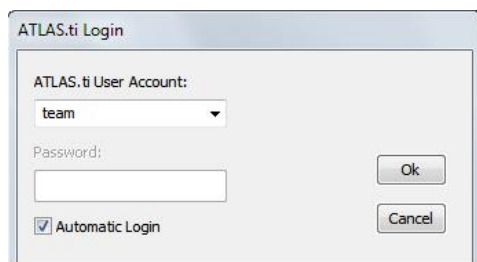 ATLAS.ti Login
ATLAS.ti User Account:
team
Password:
Ok
Automatic Login
Cancel